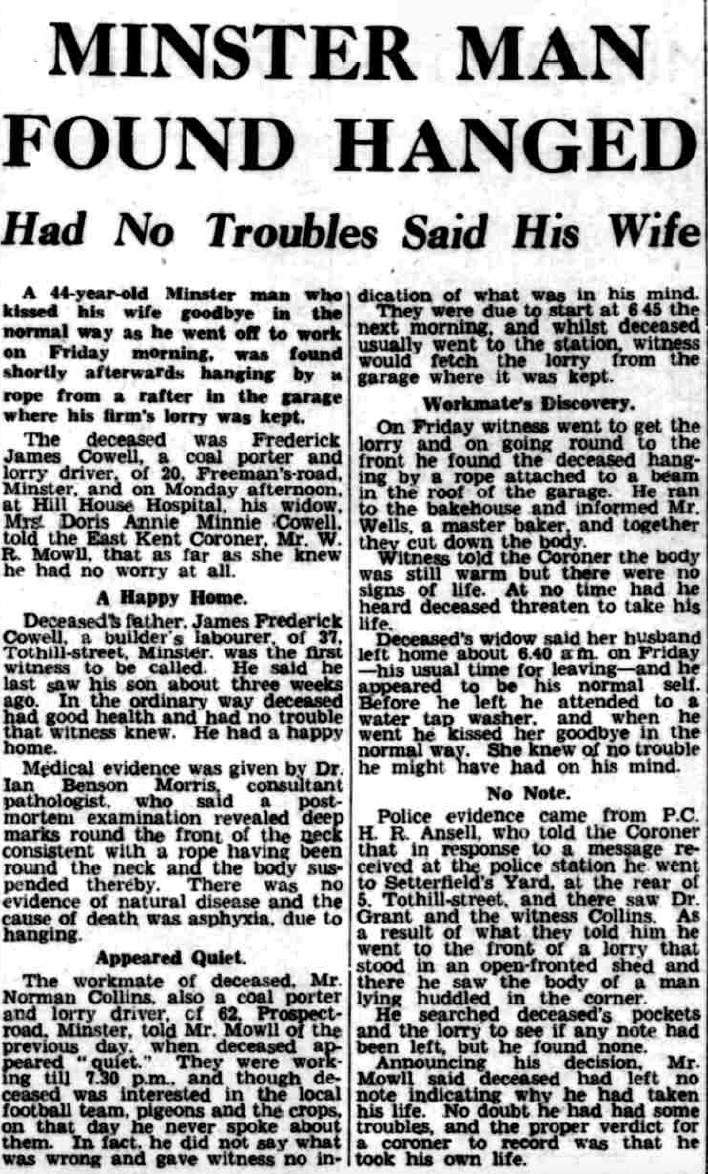 MINSTER MAN
FOUND HANGED
Had No Troubles Said His Wife
A 44-year-old Minster man who
kissed his wife goodbye in the
normal way as he went off to work
on Friday morning, was found
shortly afterwards hanging by a
rope from a rafter in the garage
where his firm's lorry was kept.
The deceased was Frederick
James Cowell, a coal porter and
lorry driver, of 20, Freeman's-road,
Minster, and on Monday afternoon,
at Hill House Hospital, his widow,
Mrs. Doris Annie Minnie Cowell,
told the East Kent Coroner, Mr. W.
R. Mowll, that as far as she knew
he had no worry at all.
A Happy Home.
Deceased's father, James Frederick
Cowell, a builder's labourer, of 37,
Tothill-street, Minster, was the first
witness to be called. He said he
last saw his son about three weeks
ago. In the ordinary way deceased
had good health and had no trouble
that witness knew. He had a happy
home.
Medical evidence was given by Dr.
Ian Benson Morris, consultant
pathologist, who said a post-
mortem examination revealed deep
marks round the front of the neck
consistent with a rope having been
round the neck and the body sus-
pended thereby. There was no
evidence of natural disease and the
cause of death was asphyxia, due to
hanging.
Appeared Quiet.
The workmate of deceased, Mr.
Norman Collins, also a coal porter
and lorry driver, of 62, Prospect-
road, Minster, told Mr. Mowll of the
previous day, when deceased ap-
peared "quiet." They were work-
ing till 7.30 p.m., and though de-
ceased was interested in the local
football team, pigeons and the crops,
on that day he never spoke about
them. In fact, he did not say what
was wrong and gave witness no in-
dication of what was in his mind.
They were due to start at 6 45 the
next morning, and whilst deceased
usually went to the station, witness
would fetch the lorry from the
garage where it was kept.
Workmate's Discovery.
On Friday witness went to get the
lorry and on going round to the
front he found the deceased hang-
ing by a rope attached to a beam
in the roof of the garage. He ran
to the bakehouse and informed Mr.
Wells, a master baker, and together
they cut down the body.
Witness told the Coroner the body
was still warm but there were no
signs of life. At no time had he
heard deceased threaten to take his
life.
Deceased's widow said her husband
left home about 6.40 a.m. on Friday
—his usual time for leaving—and he
appeared to be his normal self.
Before he left he attended to a
water tap washer, and when he
went he kissed her goodbye in the
normal way. She knew of no trouble
he might have had on his mind.
No Note.
Police evidence came from P.C.
H. R. Ansell, who told the Coroner
that in response to a message re-
ceived at the police station he went
to Setterfield's Yard, at the rear of
5, Tothill-street, and there saw Dr.
Grant and the witness Collins. As
a result of what they told him he
went to the front of a lorry that
stood in an open-fronted shed and
there he saw the body of a man
lying huddled in the corner.
He searched deceased's pockets
and the lorry to see if any note had
been left, but he found none.
Announcing his decision, Mr.
Mowll said deceased had left no
note indicating why he had taken
his life. No doubt he had had some
troubles, and the proper verdict for
a coroner to record was that he
took his own life.